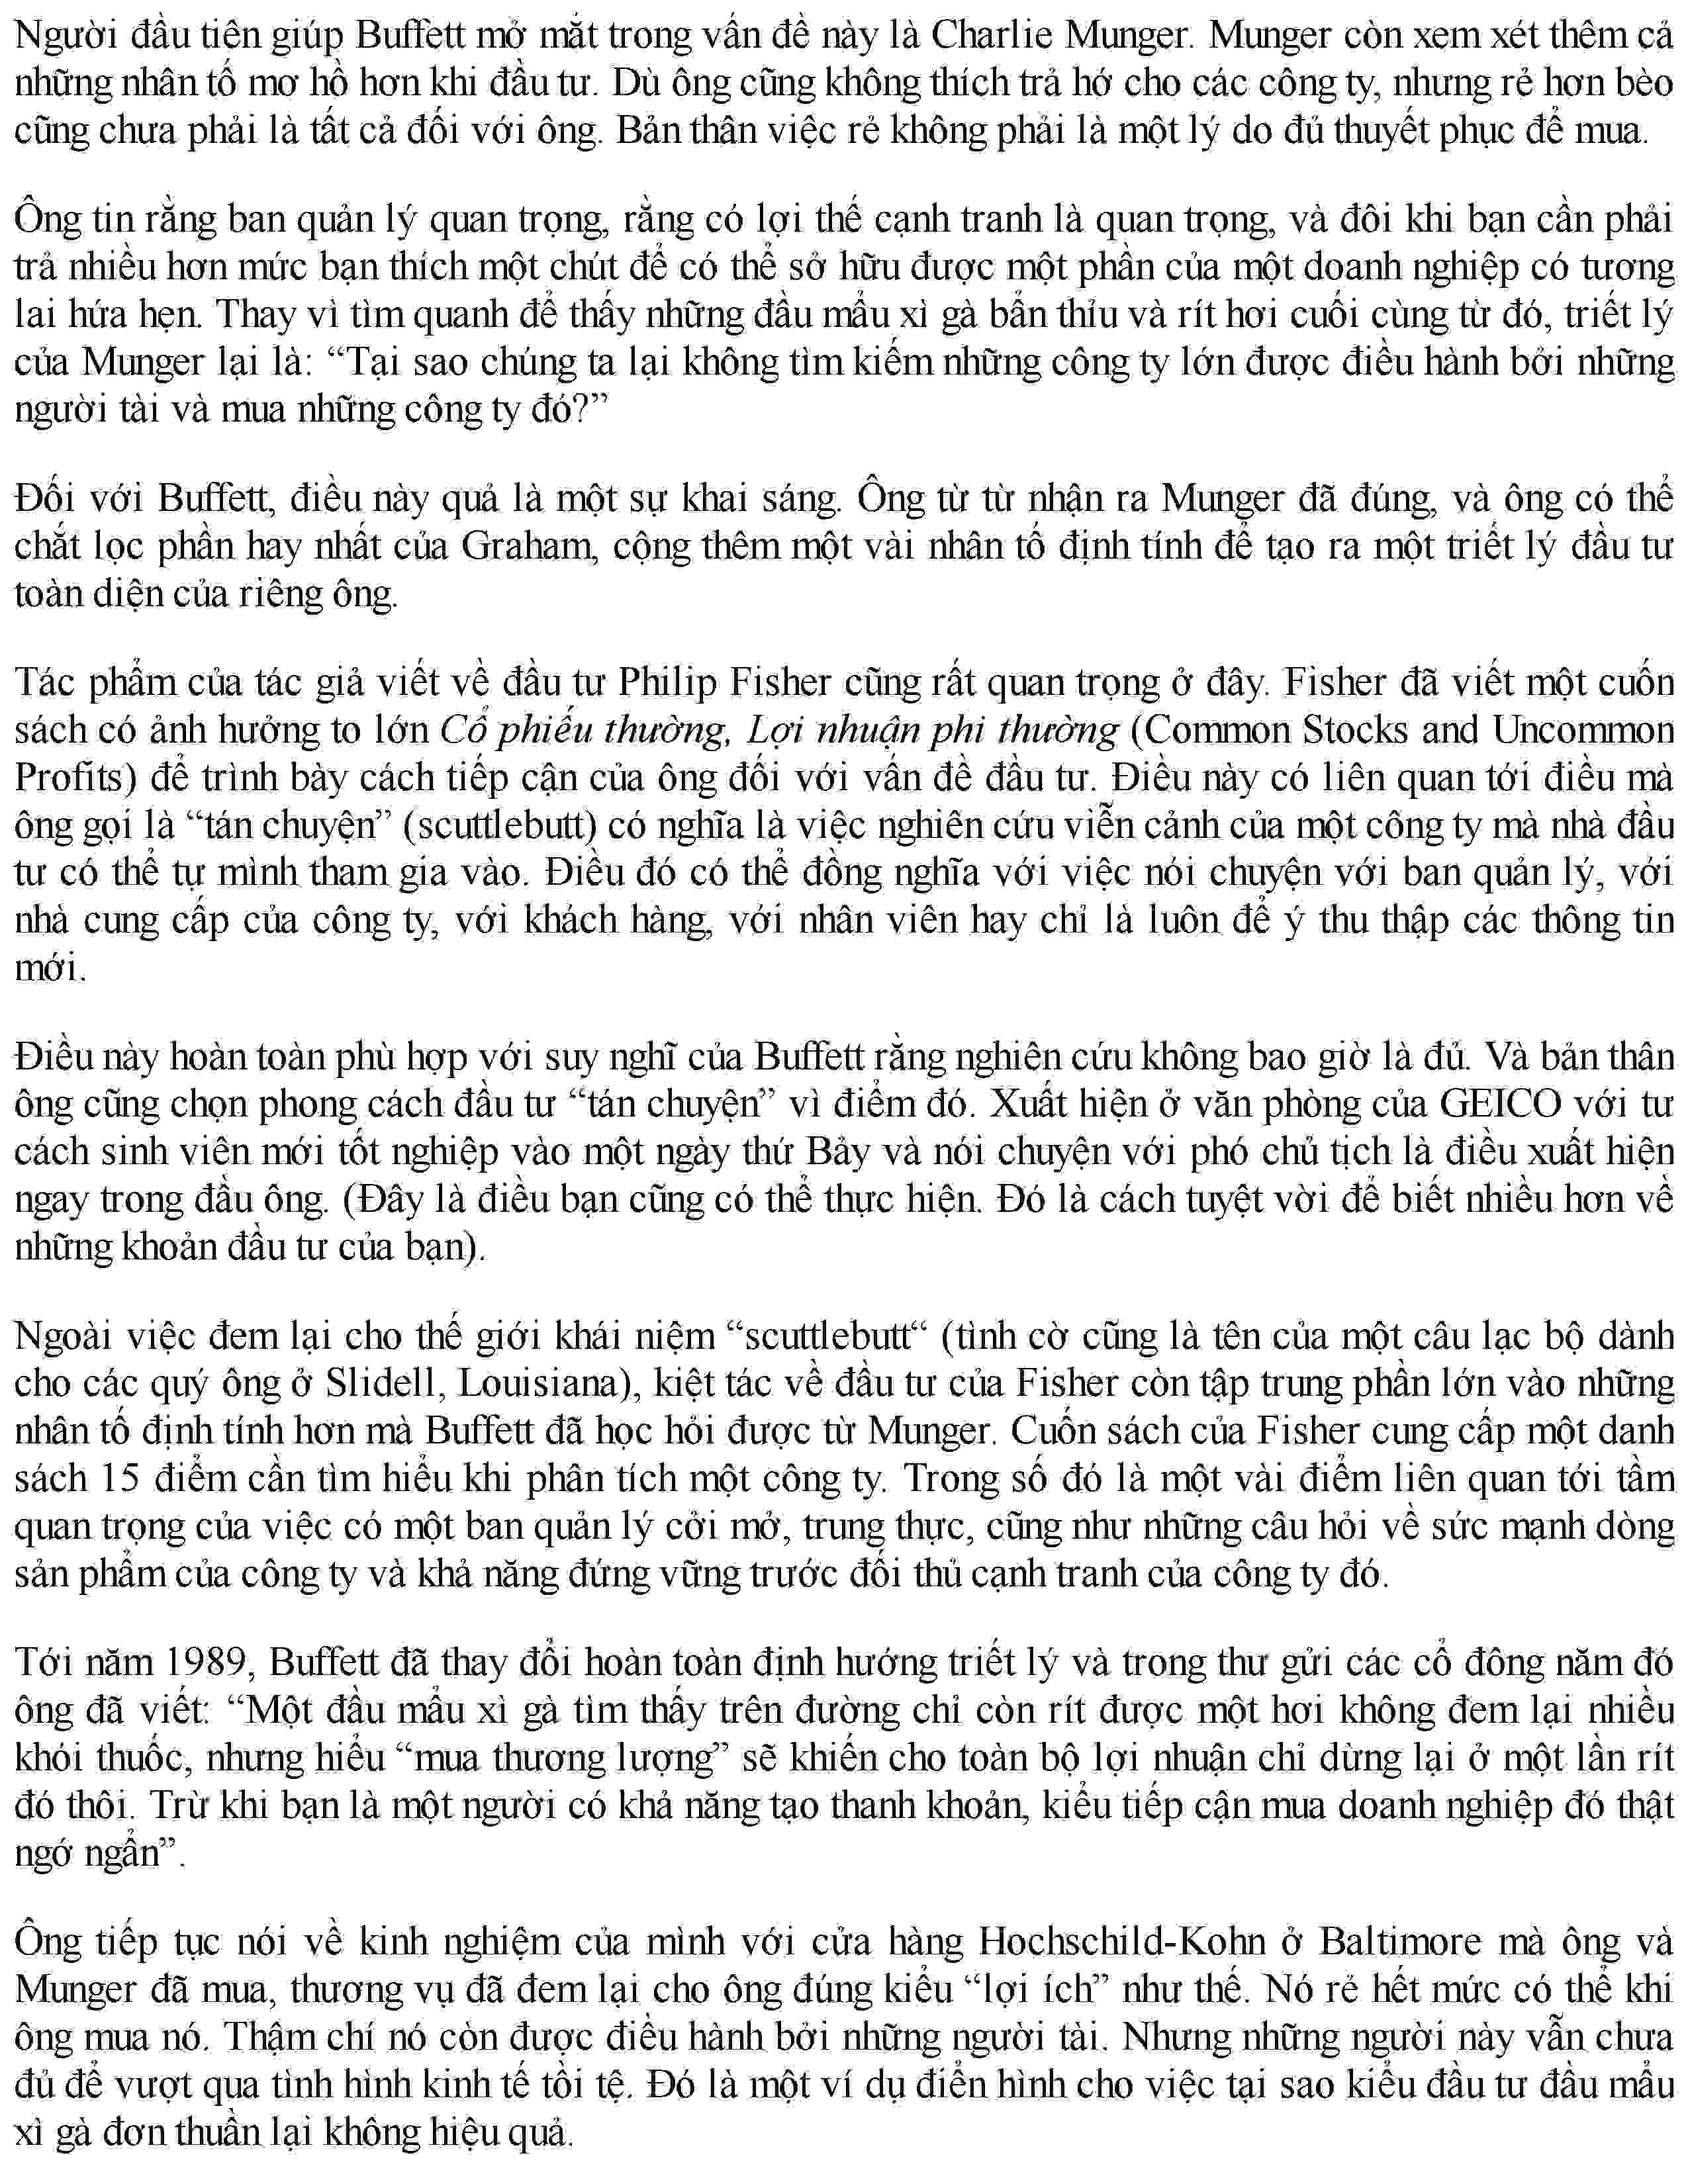 Người đầu tiên giúp Buffett mở mắt trong vấn đề này là Charlie Munger. Munger còn xem xét thêm cả
những nhân tố mơ hồ hơn khi đầu tư. Dù ông cũng không thích trả hớ cho các công ty, nhưng rẻ hơn bèo
cũng chưa phải là tất cả đối với ông. Bản thân việc rẻ không phải là một lý do đủ thuyết phục để mua.
Ông tin rằng ban quản lý quan trọng, rằng có lợi thế cạnh tranh là quan trọng, và đôi khi bạn cần phải
trả nhiều hơn mức bạn thích một chút để có thể sở hữu được một phần của một doanh nghiệp có tương
lai hứa hẹn. Thay vì tìm quanh để thấy những đầu mẩu xì gà bẩn thỉu và rít hơi cuối cùng từ đó, triết lý
của Munger lại là: “Tại sao chúng ta lại không tìm kiếm những công ty lớn được điều hành bởi những
người tài và mua những công ty đó?”
Đối với Buffett, điều này quả là một sự khai sáng. Ông từ từ nhận ra Munger đã đúng, và ông có thể
chắt lọc phần hay nhất của Graham, cộng thêm một vài nhân tố định tính để tạo ra một triết lý đầu tư
toàn diện của riêng ông.
Tác phẩm của tác giả viết về đầu tư Philip Fisher cũng rất quan trọng ở đây. Fisher đã viết một cuốn
sách có ảnh hưởng to lớn Cổ phiếu thường, Lợi nhuận phi thường (Common Stocks and Uncommon
Profits) để trình bày cách tiếp cận của ông đối với vấn đề đầu tư. Điều này có liên quan tới điều mà
ông gọi là “tán chuyện” (scuttlebutt) có nghĩa là việc nghiên cứu viễn cảnh của một công ty mà nhà đầu
tư có thể tự mình tham gia vào. Điều đó có thể đồng nghĩa với việc nói chuyện với ban quản lý, với
nhà cung cấp của công ty, với khách hàng, với nhân viên hay chỉ là luôn để ý thu thập các thông tin
mới.
Điều này hoàn toàn phù hợp với suy nghĩ của Buffett rằng nghiên cứu không bao giờ là đủ. Và bản thân
ông cũng chọn phong cách đầu tư “tán chuyện” vì điểm đó. Xuất hiện ở văn phòng của GEICO với tư
cách sinh viên mới tốt nghiệp vào một ngày thứ Bảy và nói chuyện với phó chủ tịch là điều xuất hiện
ngay trong đầu ông. (Đây là điều bạn cũng có thể thực hiện. Đó là cách tuyệt vời để biết nhiều hơn về
những khoản đầu tư của bạn).
Ngoài việc đem lại cho thế giới khái niệm “scuttlebutt“ (tình cờ cũng là tên của một câu lạc bộ dành
cho các quý ông ở Slidell, Louisiana), kiệt tác về đầu tư của Fisher còn tập trung phần lớn vào những
nhân tố định tính hơn mà Buffett đã học hỏi được từ Munger. Cuốn sách của Fisher cung cấp một danh
sách 15 điểm cần tìm hiểu khi phân tích một công ty. Trong số đó là một vài điểm liên quan tới tầm
quan trọng của việc có một ban quản lý cởi mở, trung thực, cũng như những câu hỏi về sức mạnh dòng
sản phẩm của công ty và khả năng đứng vững trước đối thủ cạnh tranh của công ty đó.
Tới năm 1989, Buffett đã thay đổi hoàn toàn định hướng triết lý và trong thư gửi các cổ đông năm đó
ông đã viết: “Một đầu mẩu xì gà tìm thấy trên đường chỉ còn rít được một hơi không đem lại nhiều
khói thuốc, nhưng hiểu “mua thương lượng” sẽ khiến cho toàn bộ lợi nhuận chỉ dừng lại ở một lần rít
đó thôi. Trừ khi bạn là một người có khả năng tạo thanh khoản, kiểu tiếp cận mua doanh nghiệp đó thật
ngớ ngẩn”.
Ông tiếp tục nói về kinh nghiệm của mình với cửa hàng Hochschild-Kohn ở Baltimore mà ông và
Munger đã mua, thương vụ đã đem lại cho ông đúng kiểu “lợi ích” như thế. Nó rẻ hết mức có thể khi
ông mua nó. Thậm chí nó còn được điều hành bởi những người tài. Nhưng những người này vẫn chưa
đủ để vượt qua tình hình kinh tế tồi tệ. Đó là một ví dụ điển hình cho việc tại sao kiểu đầu tư đầu mẩu
xì gà đơn thuần lại không hiệu quả.